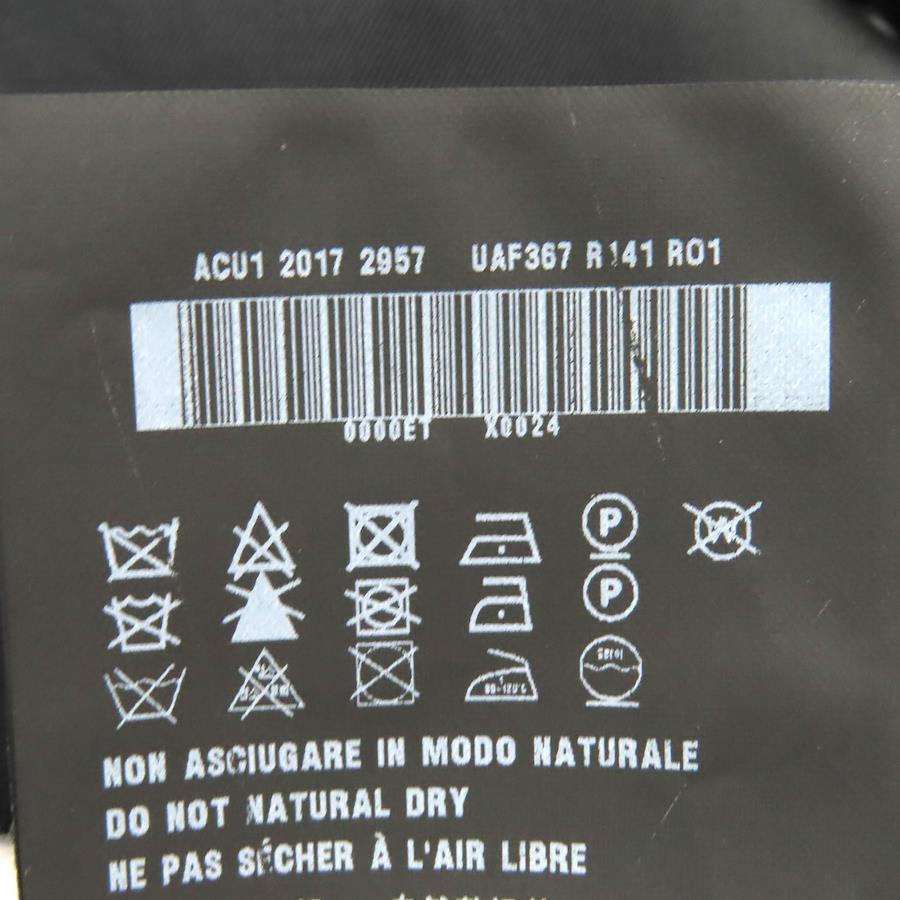 ACU1 2017 2957 UAF367 R141 RO1
0000ET X0024
P W
P
NON ASCIUGARE IN MODO NATURALE
DO NOT NATURAL DRY
NE PAS SÉCHER À L'AIR LIBRE